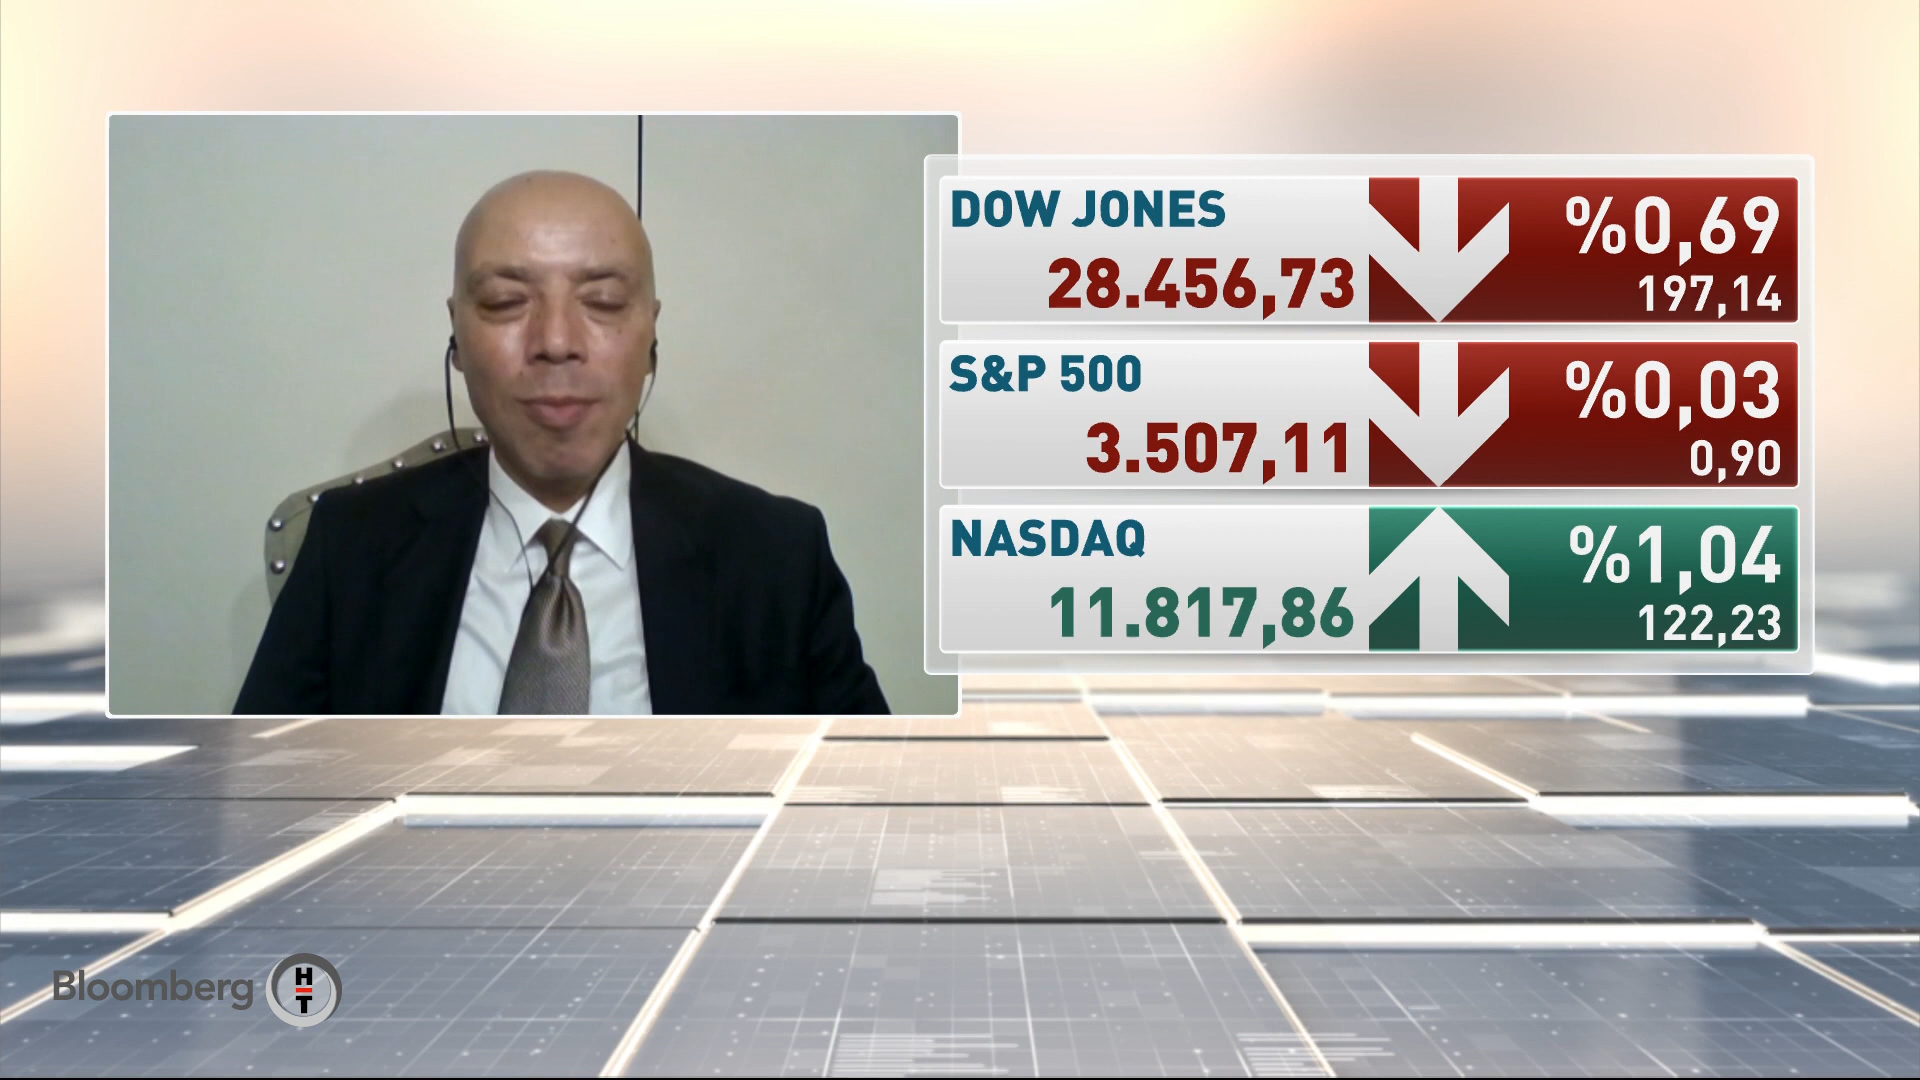 DOW JONES
28.456,73
%0,69
197,14
S&P 500
3.507,11
%0,03
0,90
NASDAQ
11.817,86
%1,04
122,23
Bloomberg HT